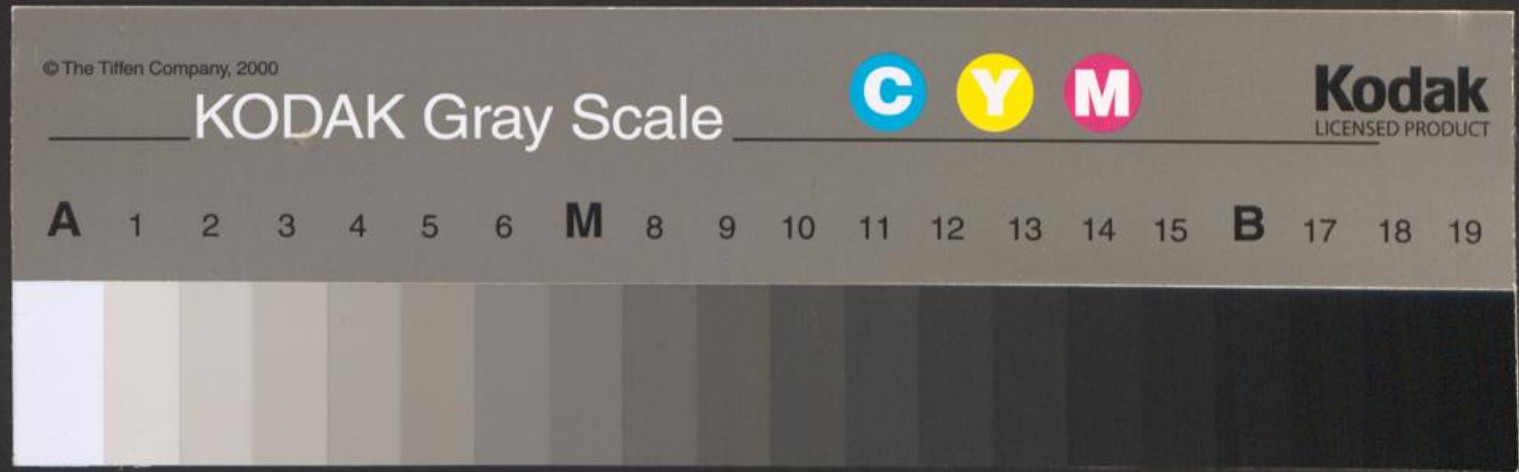 © The Tiffen Company, 2000
KODAK Gray Scale
C Y M
Kodak
LICENSED PRODUCT
A 1 2 3 4 5 6 M 8 9 10 11 12 13 14 15 B 17 18 19